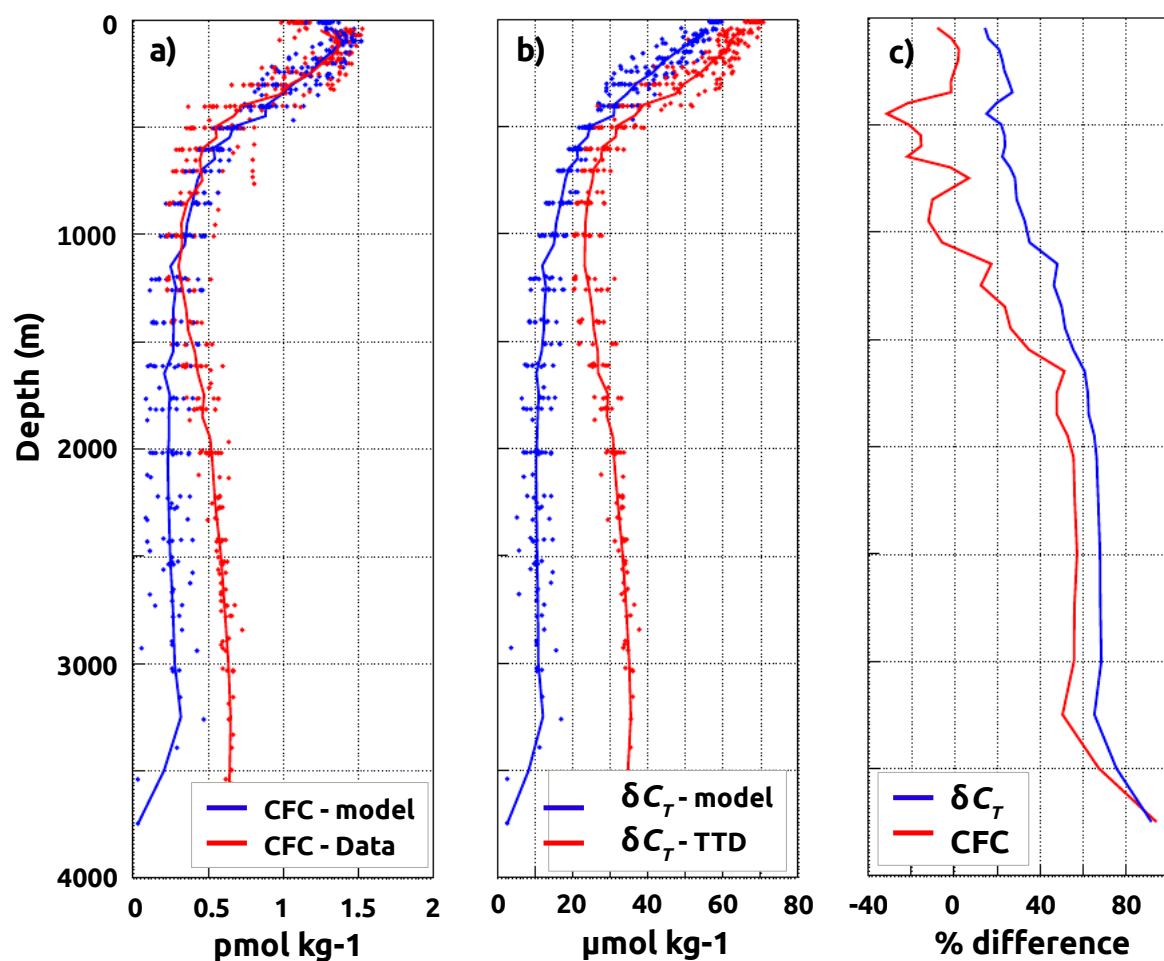 a)
b)
c)
0
1000
2000
3000
4000
Depth (m)
CFC - model
CFC - Data
δC_T - model
δC_T - TTD
δC_T
CFC
0 0.5 1 1.5 2
0 20 40 60 80
-40 0 40 80
pmol kg-1
μmol kg-1
% difference